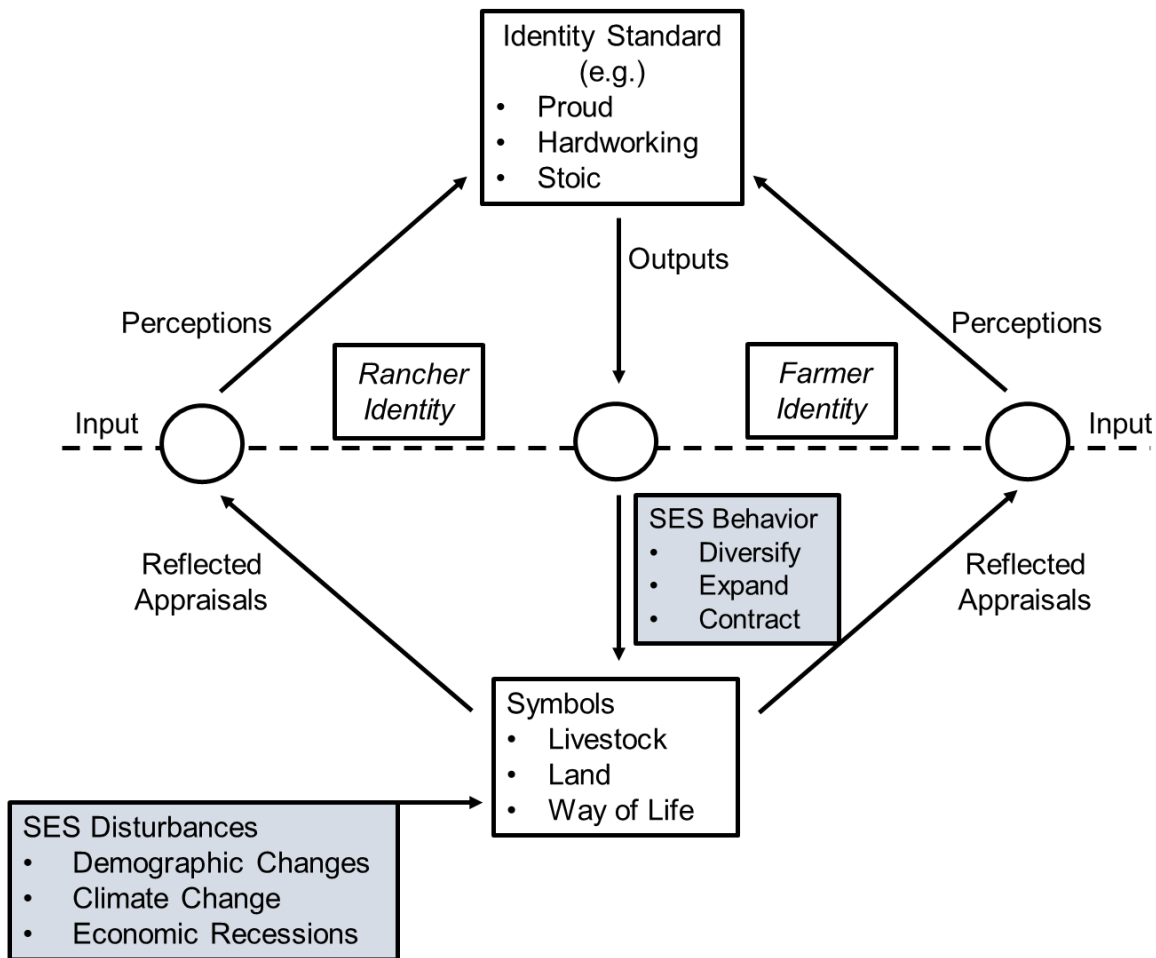 Identity Standard
(e.g.)
• Proud
• Hardworking
• Stoic
Outputs
Perceptions
Perceptions
Rancher
Identity
Farmer
Identity
Input
Input
SES Behavior
• Diversify
• Expand
• Contract
Reflected
Appraisals
Reflected
Appraisals
Symbols
• Livestock
• Land
• Way of Life
SES Disturbances
• Demographic Changes
• Climate Change
• Economic Recessions